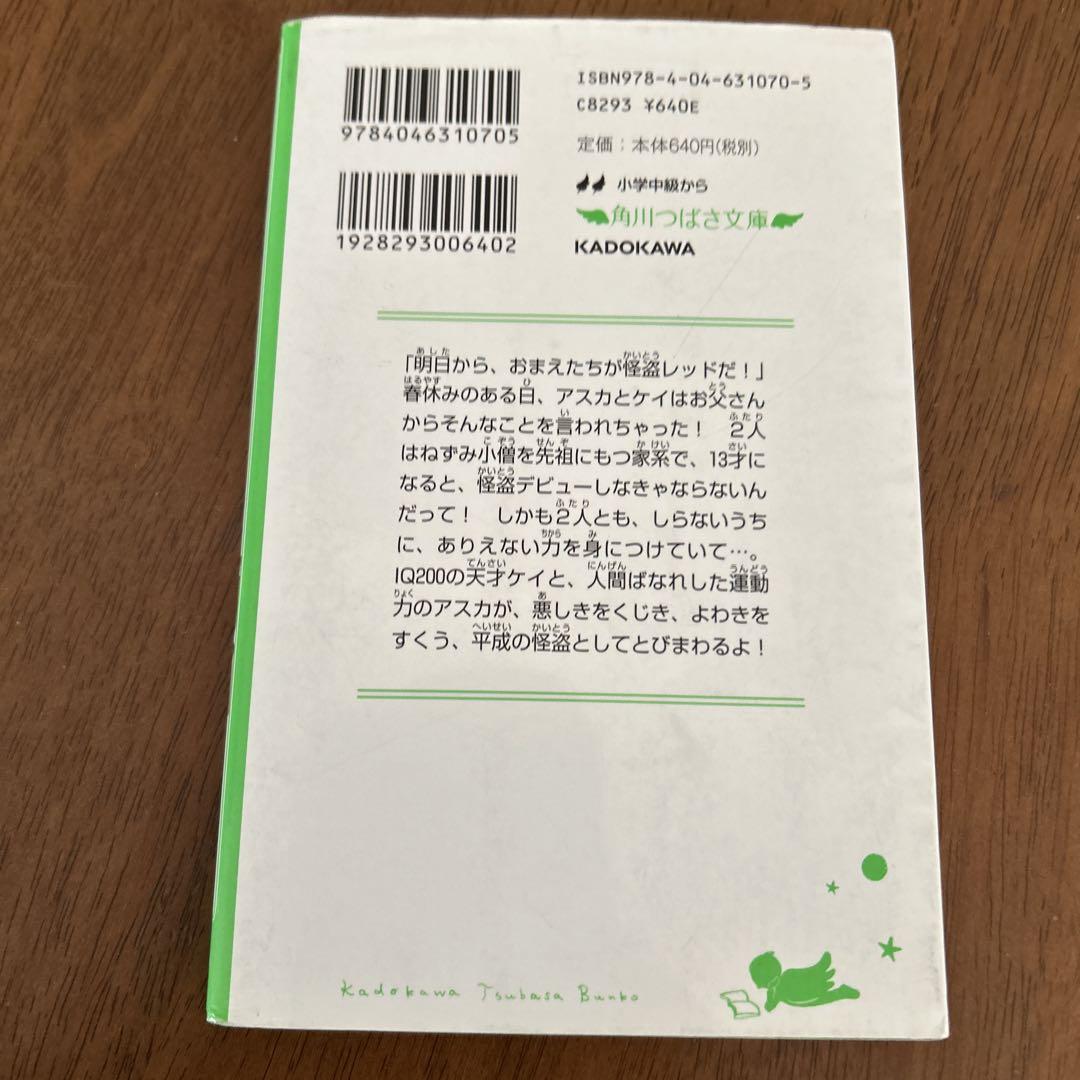 9784046310705
1928293006402
ISBN978-4-04-631070-5
C8293 ¥640E
定価：本体640円(税別)
小学中級から
角川つばさ文庫
KADOKAWA
「明日から、おまえたちが怪盗レッドだ！」
春休みのある日、アスカとケイはお父さん
からそんなことを言われちゃった！　2人
はねずみ小僧を先祖にもつ家系で、13才に
なると、怪盗デビューしなきゃならないん
だって！　しかも2人とも、しらないうち
に、ありえない力を身につけていて…。
IQ200の天才ケイと、人間ばなれした運動
力のアスカが、悪しきをくじき、よわきを
すくう、平成の怪盗としてとびまわるよ！
Kadokawa Tsubasa Bunko